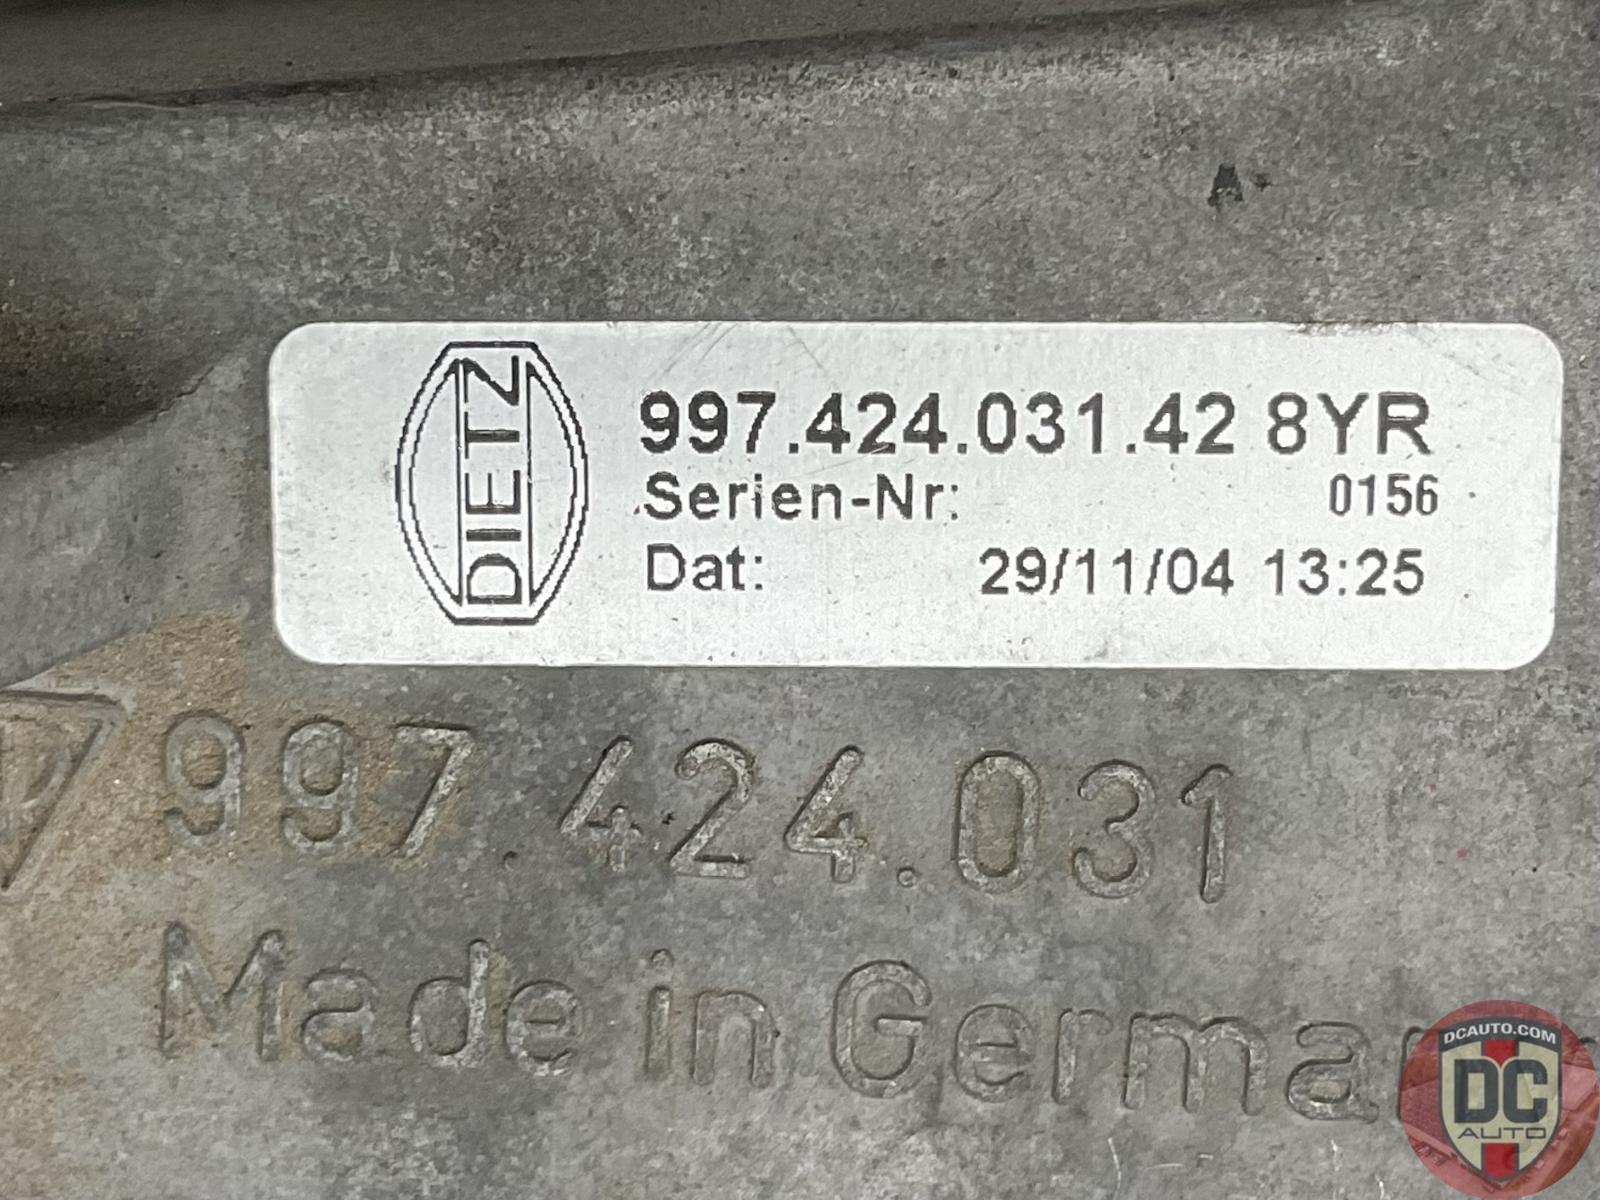 DIETZ
997.424.031.42 8YR
Serien-Nr: 0156
Dat: 29/11/04 13:25
997.424.031
Made in German
DCAUTO.COM
DC
AUTO